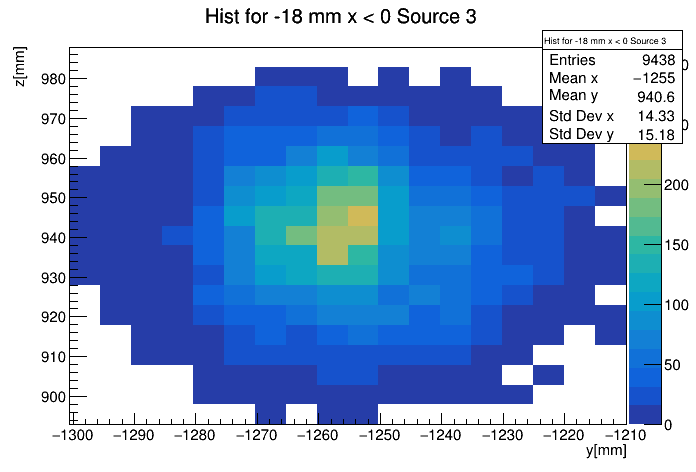 Hist for -18 mm x < 0 Source 3
Hist for -18 mm x < 0 Source 3
Entries 9438
Mean x −1255
Mean y 940.6
Std Dev x 14.33
Std Dev y 15.18
z[mm]
980
970
960
950
940
930
920
910
900
0
0
200
150
100
50
0
−1300 −1290 −1280 −1270 −1260 −1250 −1240 −1230 −1220 −1210
y[mm]